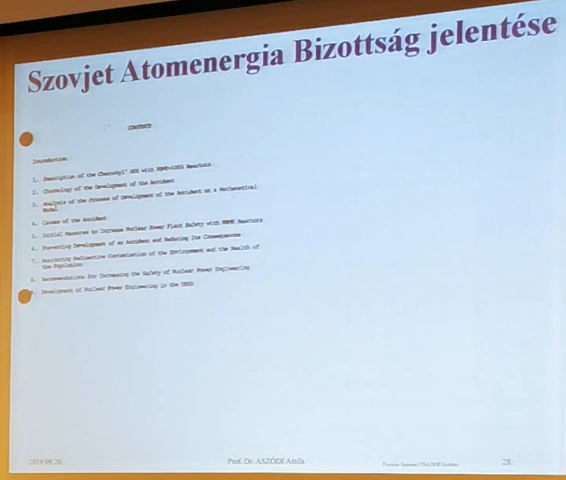 Szovjet Atomenergia Bizottság jelentése
CONTENTS
Introduction
1. Description of the Chernobyl' AES with RBMK-1000 Reactors
2. Chronology of the Development of the Accident
3. Analysis of the Process of Development of the Accident on a Mathematical
Model
4. Causes of the Accident
5. Initial Measures to Increase Nuclear Power Plant Safety with RBMK Reactors
6. Preventing Development of an Accident and Reducing Its Consequences
7. Monitoring Radioactive Contamination of the Environment and the Health of
the Population
8. Recommendations for Increasing the Safety of Nuclear Power Engineering
9. Development of Nuclear Power Engineering in the USSR
2019.09.26.
Prof. Dr. ASZÓDI Attila
28